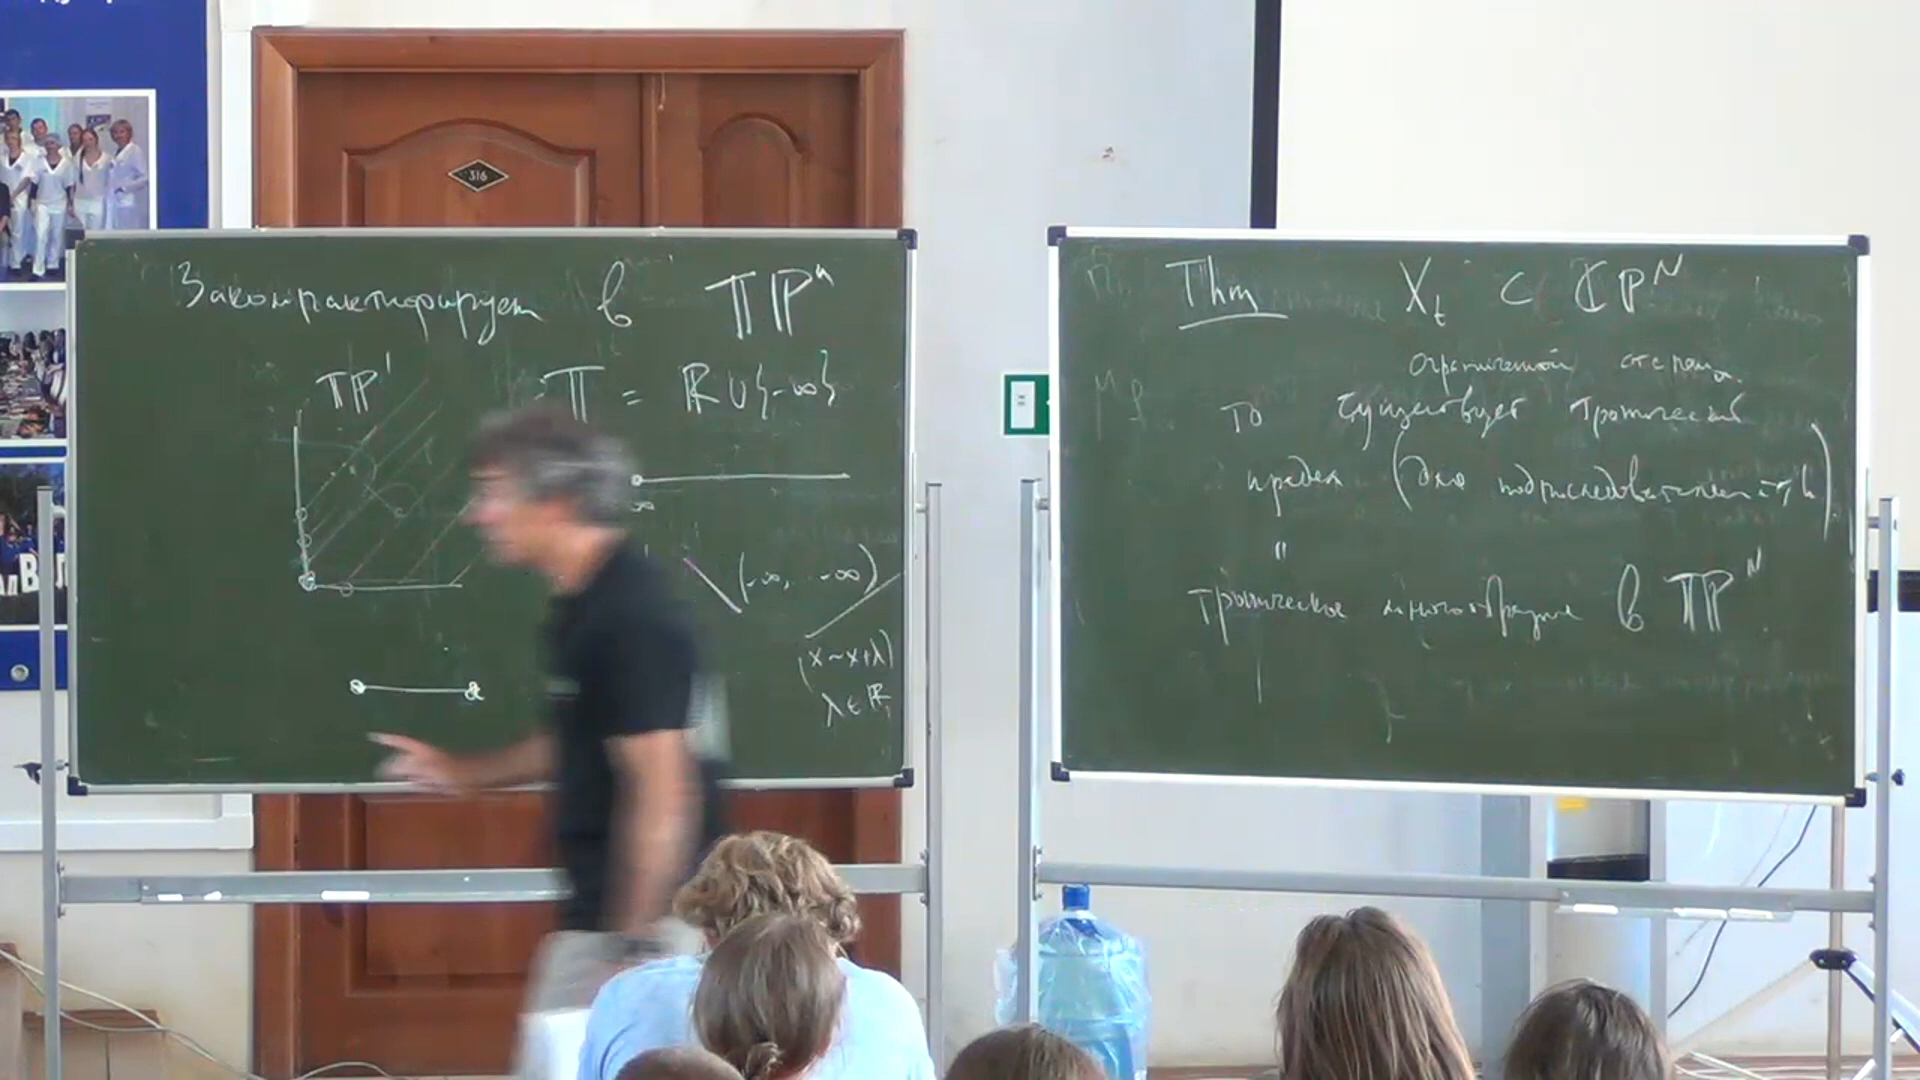 316
Закомпактифицируем в 𝕋ℙⁿ
𝕋ℙ¹
𝕋 = ℝ ∪ {-∞}
(-∞, … -∞)
(x ~ x+λ)
λ ∈ ℝ
Thm X_t ⊂ ℂℙᴺ
ограниченной степени
то существует тропический
предел (для подпоследовательности)
"
тропическое многообразие в 𝕋ℙᴺ